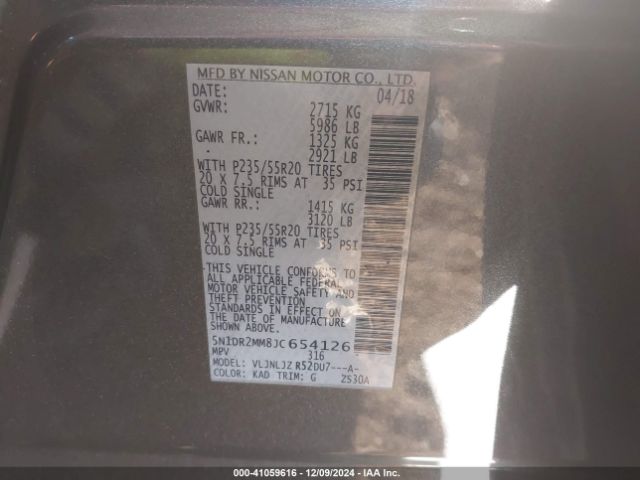 MFD BY NISSAN MOTOR CO., LTD.
DATE: 04/18
GVWR: 2715 KG
5986 LB
GAWR FR.: 1325 KG
2921 LB
WITH P235/55R20 TIRES
20 X 7.5 RIMS AT 35 PSI
COLD SINGLE
GAWR RR.: 1415 KG
3120 LB
WITH P235/55R20 TIRES
20 X 7.5 RIMS AT 35 PSI
COLD SINGLE
THIS VEHICLE CONFORMS TO
ALL APPLICABLE FEDERAL
MOTOR VEHICLE SAFETY AND
THEFT PREVENTION
STANDARDS IN EFFECT ON
THE DATE OF MANUFACTURE
SHOWN ABOVE.
5N1DR2MM8JC654126
MPV 316
MODEL: VLJNLJZ R52DU7---A-
COLOR: KAD TRIM: G ZS30A
000-41059616 - 12/09/2024 - IAA Inc.